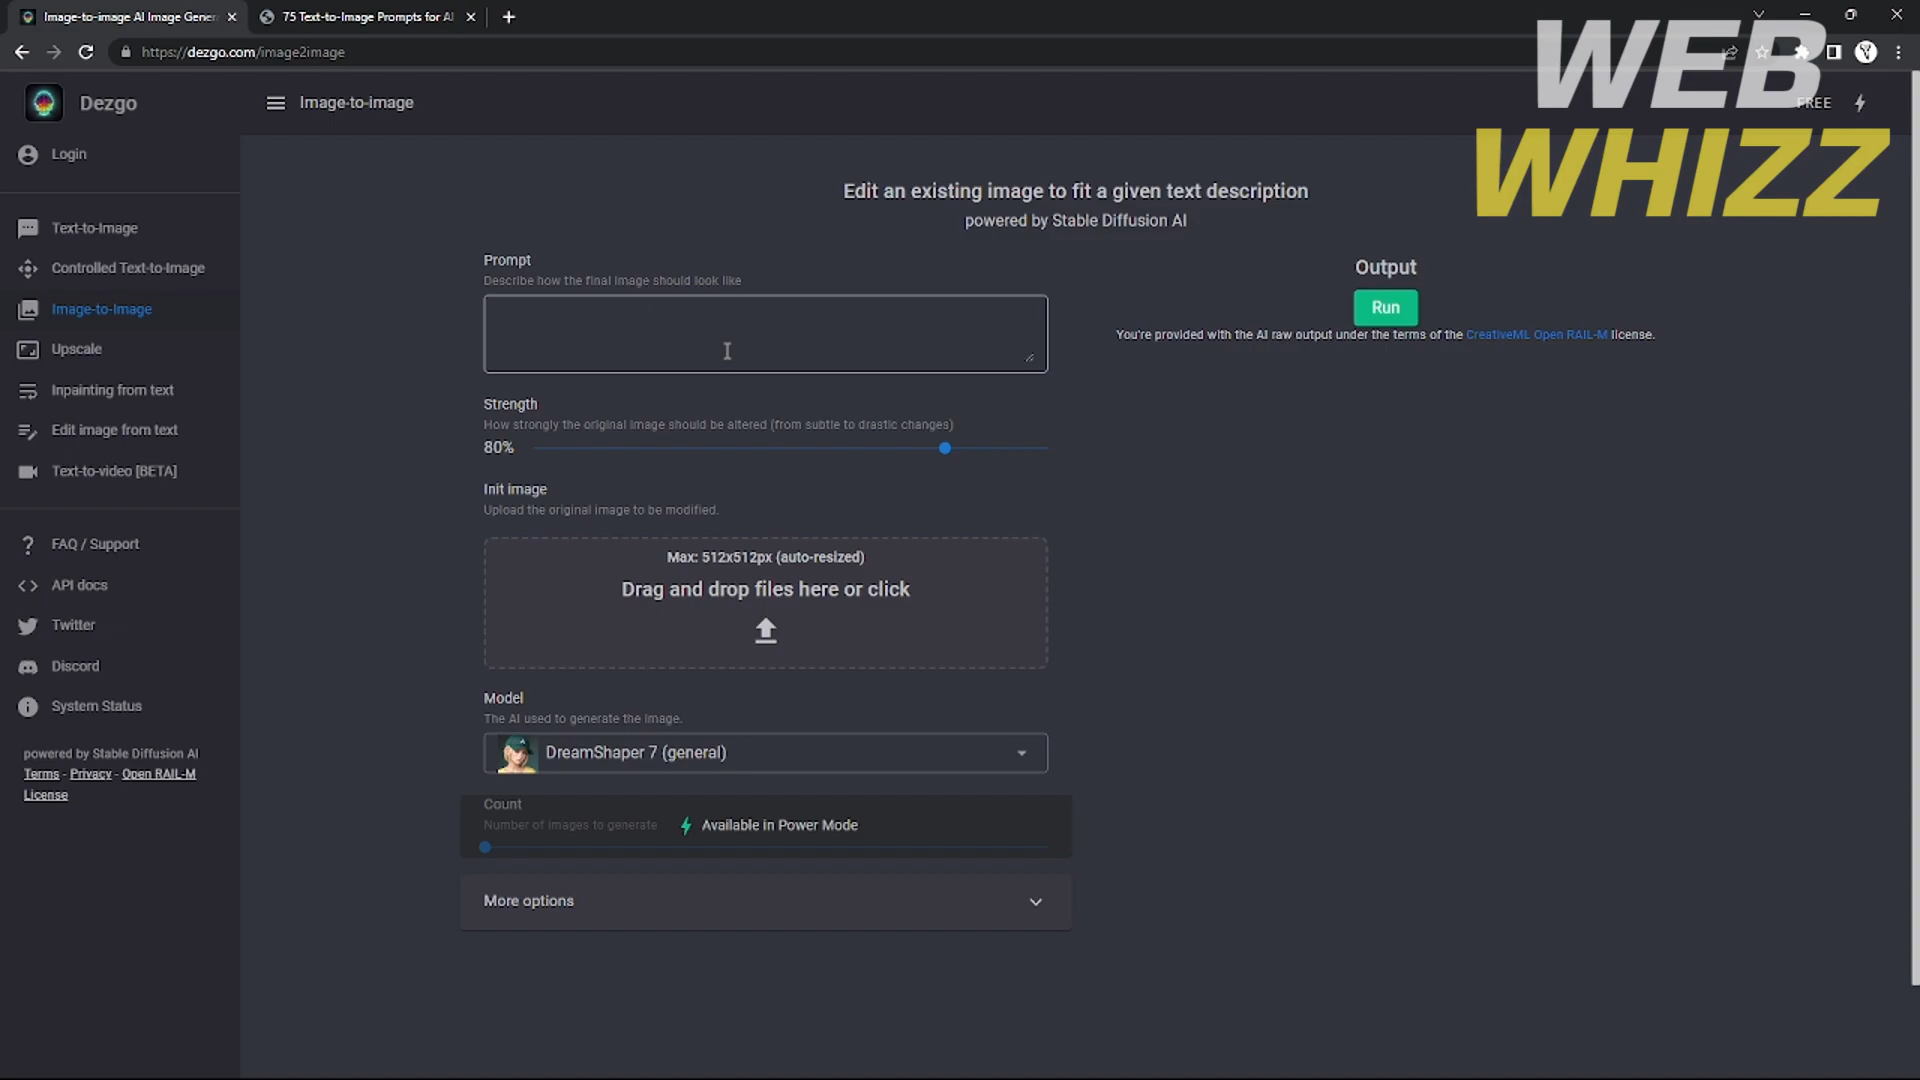 Image-to-image AI Image Gener
75 Text-to-Image Prompts for AI
https://dezgo.com/image2image
WEB
WHIZZ
Dezgo
Image-to-image
FREE
Login
Text-to-Image
Controlled Text-to-Image
Image-to-Image
Upscale
Inpainting from text
Edit image from text
Text-to-video [BETA]
FAQ / Support
API docs
Twitter
Discord
System Status
powered by Stable Diffusion AI
Terms - Privacy - Open RAIL-M
License
Edit an existing image to fit a given text description
powered by Stable Diffusion AI
Prompt
Describe how the final image should look like
Strength
How strongly the original image should be altered (from subtle to drastic changes)
80%
Init image
Upload the original image to be modified.
Max: 512x512px (auto-resized)
Drag and drop files here or click
Model
The AI used to generate the image.
DreamShaper 7 (general)
Count
Number of images to generate
Available in Power Mode
More options
Output
Run
You're provided with the AI raw output under the terms of the CreativeML Open RAIL-M license.